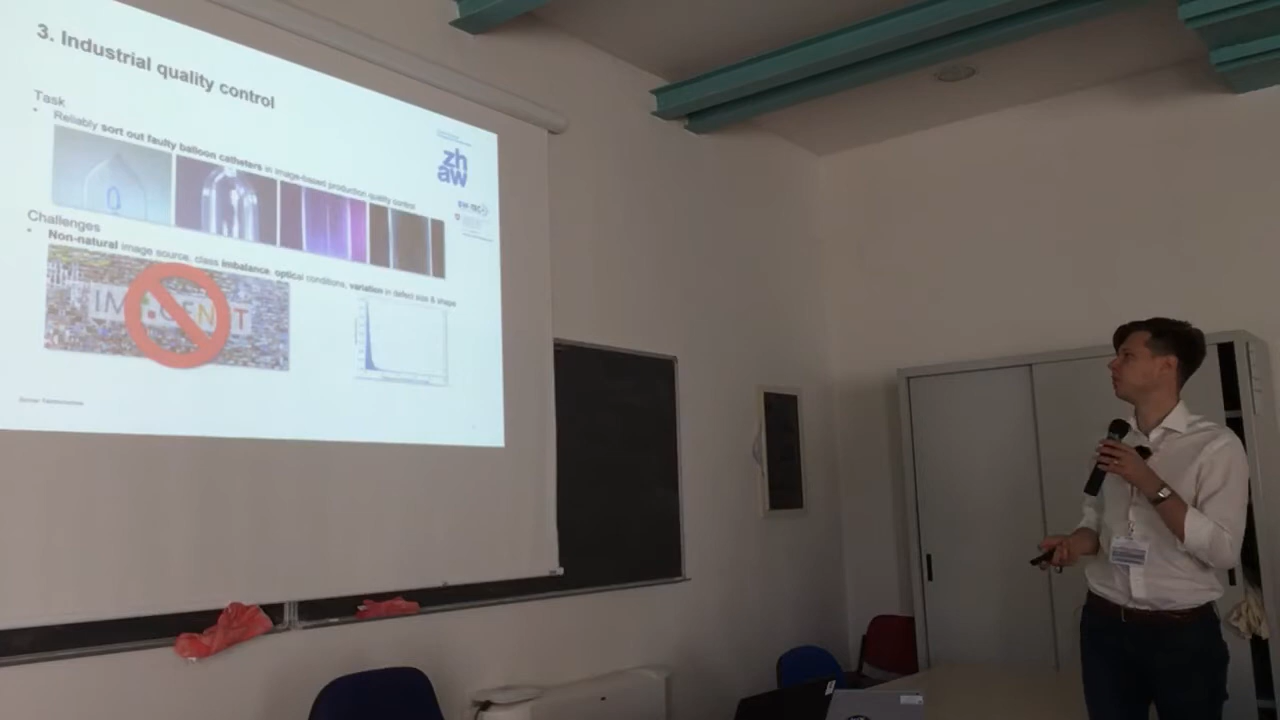 3. Industrial quality control
Task
• Reliably sort out faulty balloon catheters in image-based production quality control
zh
aw
Challenges
• Non-natural image source, class imbalance, optical conditions, variation in defect size & shape